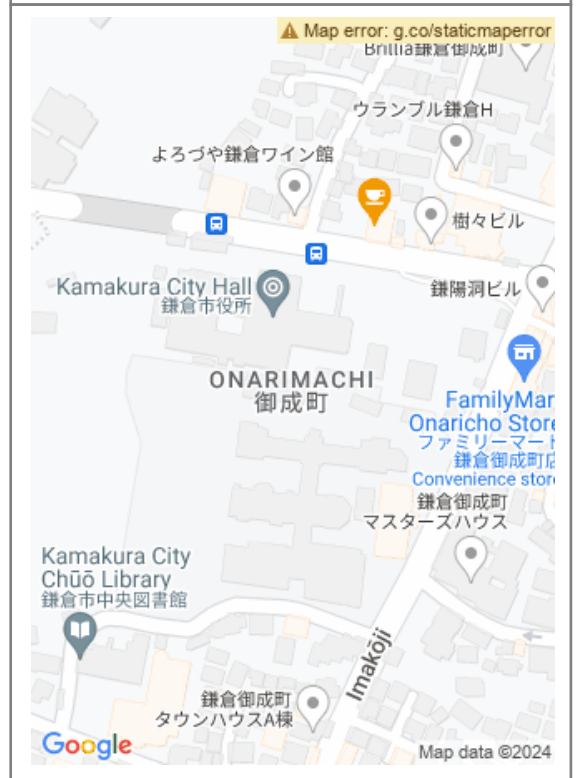 Map error: g.co/staticmaperror
Brillia鎌倉御成町
ウランブル鎌倉H
よろづや鎌倉ワイン館
樹々ビル
Kamakura City Hall
鎌倉市役所
鎌陽洞ビル
ONARIMACHI
御成町
FamilyMar
Onaricho Store
ファミリーマート
鎌倉御成町店
Convenience store
鎌倉御成町
マスターズハウス
Kamakura City
Chūō Library
鎌倉市中央図書館
Imakōji
鎌倉御成町
タウンハウスA棟
Google
Map data ©2024